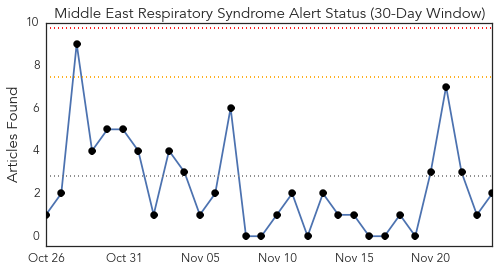 Middle East Respiratory Syndrome Alert Status (30-Day Window)
Articles Found
10
8
6
4
2
0
Oct 26 Oct 31 Nov 05 Nov 10 Nov 15 Nov 20